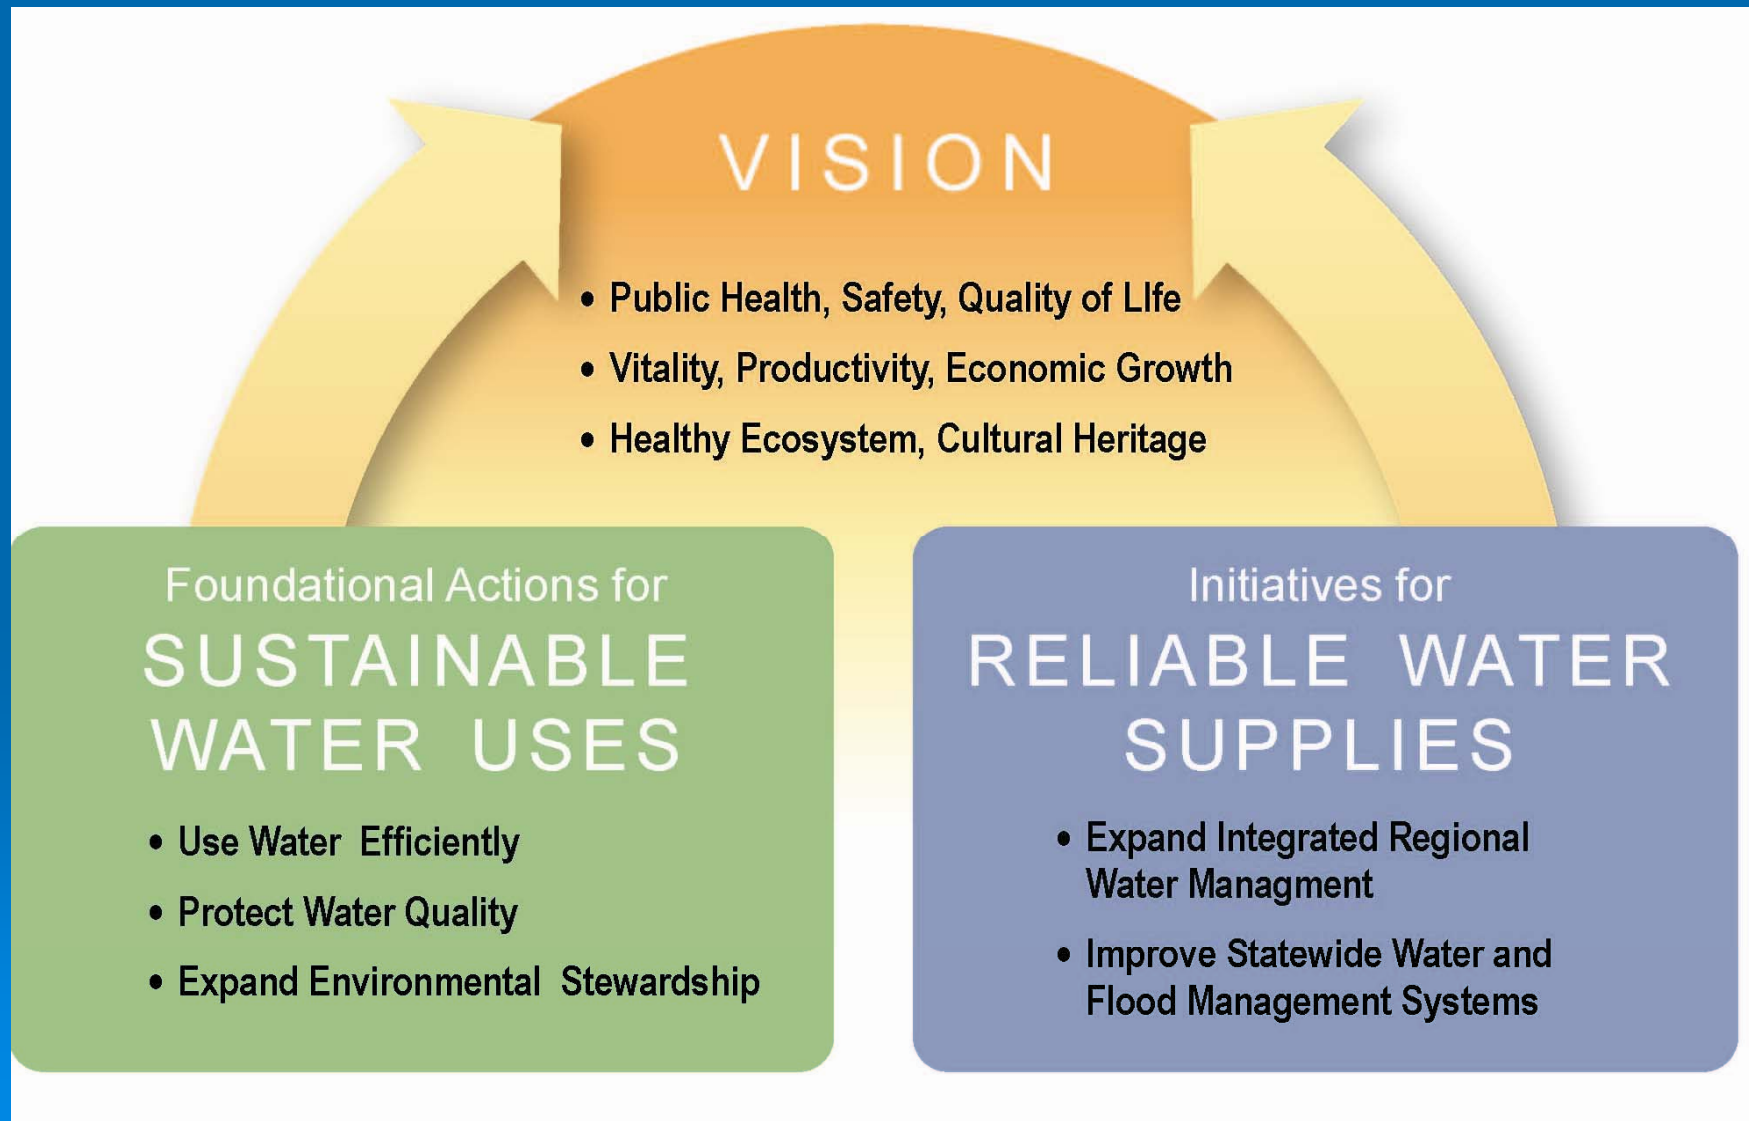 VISION
• Public Health, Safety, Quality of LIfe
• Vitality, Productivity, Economic Growth
• Healthy Ecosystem, Cultural Heritage
Foundational Actions for
SUSTAINABLE
WATER USES
• Use Water Efficiently
• Protect Water Quality
• Expand Environmental Stewardship
Initiatives for
RELIABLE WATER
SUPPLIES
• Expand Integrated Regional
Water Managment
• Improve Statewide Water and
Flood Management Systems